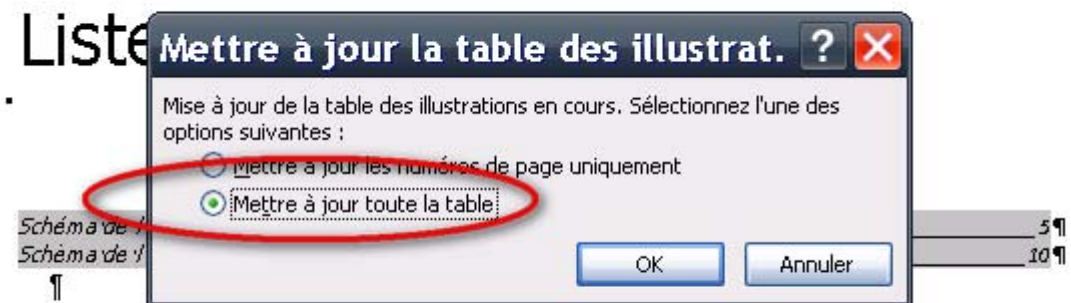 Liste
Mettre à jour la table des illustrat. ?
Mise à jour de la table des illustrations en cours. Sélectionnez l'une des
options suivantes :
Mettre à jour les numéros de page uniquement
Mettre à jour toute la table
Schéma de l 5¶
Schéma de l 10¶
OK Annuler
¶